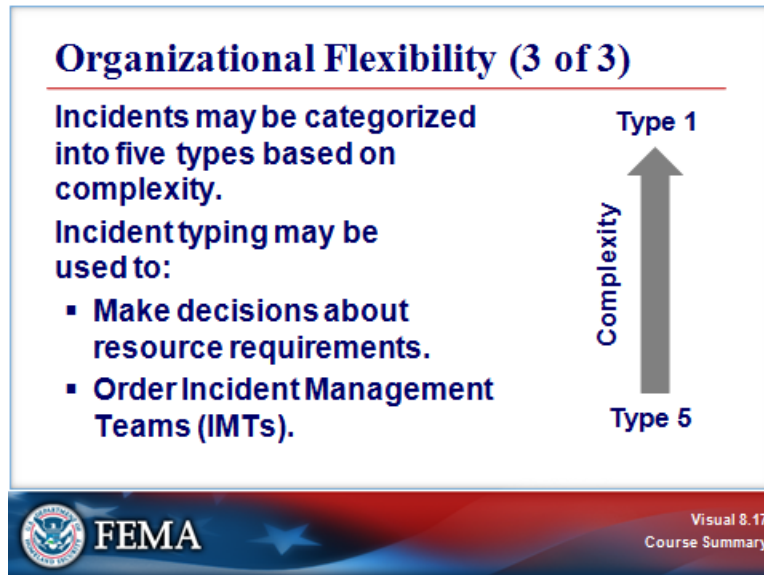 Organizational Flexibility (3 of 3)
Incidents may be categorized
into five types based on
complexity.
Incident typing may be
used to:
▪ Make decisions about
resource requirements.
▪ Order Incident Management
Teams (IMTs).
Type 1
Complexity
Type 5
FEMA
Visual 8.17
Course Summary